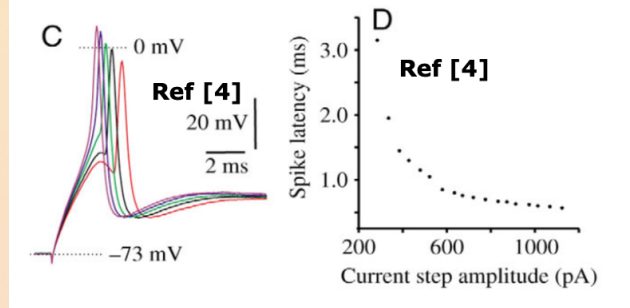 C
0 mV
Ref [4]
20 mV
2 ms
−73 mV
D
Ref [4]
Spike latency (ms)
3.0
2.0
1.0
200
600
1000
Current step amplitude (pA)